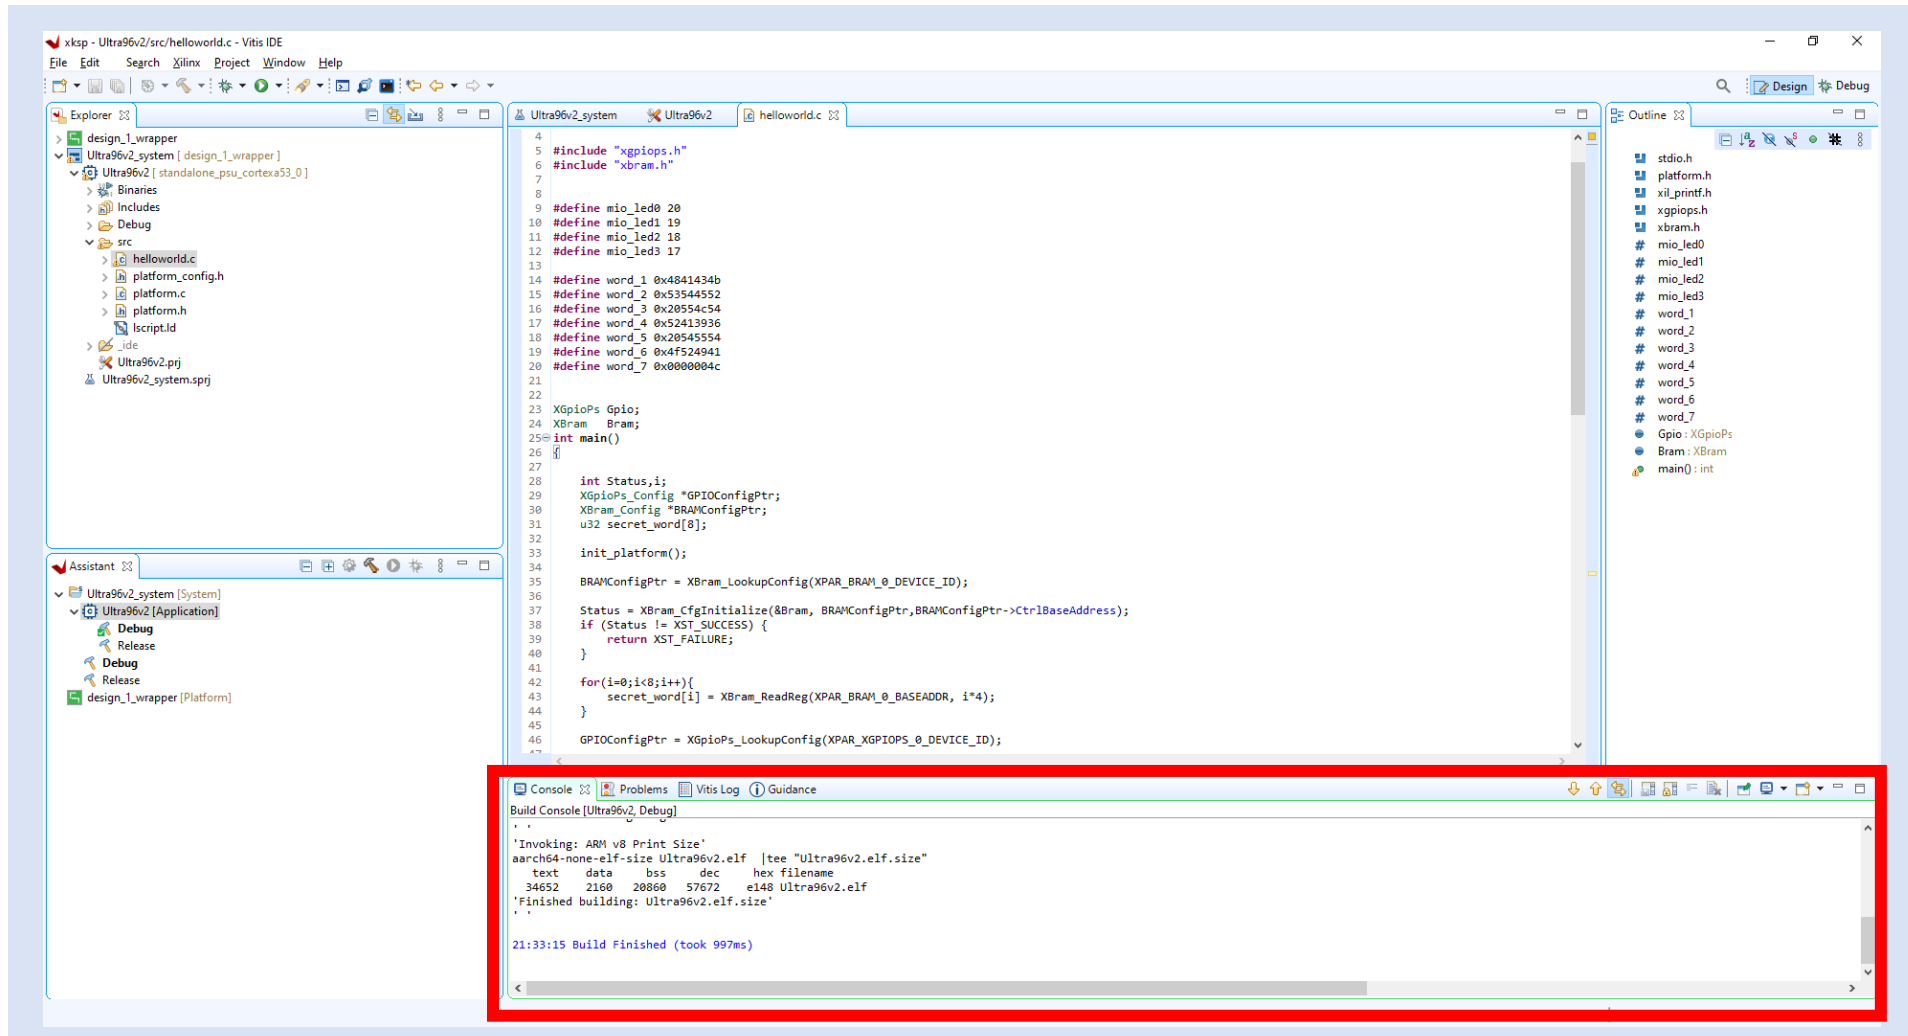 xksp - Ultra96v2/src/helloworld.c - Vitis IDE
File Edit Search Xilinx Project Window Help
Design Debug
Explorer
design_1_wrapper
Ultra96v2_system [ design_1_wrapper ]
Ultra96v2 [ standalone_psu_cortexa53_0 ]
Binaries
Includes
Debug
src
helloworld.c
platform_config.h
platform.c
platform.h
lscript.ld
_ide
Ultra96v2.prj
Ultra96v2_system.sprj
Assistant
Ultra96v2_system [System]
Ultra96v2 [Application]
Debug
Release
Debug
Release
design_1_wrapper [Platform]
Ultra96v2_system Ultra96v2 helloworld.c
4
5 #include "xgpiops.h"
6 #include "xbram.h"
7
8
9 #define mio_led0 20
10 #define mio_led1 19
11 #define mio_led2 18
12 #define mio_led3 17
13
14 #define word_1 0x4841434b
15 #define word_2 0x53544552
16 #define word_3 0x20554c54
17 #define word_4 0x52413936
18 #define word_5 0x20545554
19 #define word_6 0x4f524941
20 #define word_7 0x0000004c
21
22
23 XGpioPs Gpio;
24 XBram Bram;
25 int main()
26 {
27
28 int Status,i;
29 XGpioPs_Config *GPIOConfigPtr;
30 XBram_Config *BRAMConfigPtr;
31 u32 secret_word[8];
32
33 init_platform();
34
35 BRAMConfigPtr = XBram_LookupConfig(XPAR_BRAM_0_DEVICE_ID);
36
37 Status = XBram_CfgInitialize(&Bram, BRAMConfigPtr,BRAMConfigPtr->CtrlBaseAddress);
38 if (Status != XST_SUCCESS) {
39 return XST_FAILURE;
40 }
41
42 for(i=0;i<8;i++){
43 secret_word[i] = XBram_ReadReg(XPAR_BRAM_0_BASEADDR, i*4);
44 }
45
46 GPIOConfigPtr = XGpioPs_LookupConfig(XPAR_XGPIOPS_0_DEVICE_ID);
Outline
stdio.h
platform.h
xil_printf.h
xgpiops.h
xbram.h
mio_led0
mio_led1
mio_led2
mio_led3
word_1
word_2
word_3
word_4
word_5
word_6
word_7
Gpio : XGpioPs
Bram : XBram
main() : int
Console Problems Vitis Log Guidance
Build Console [Ultra96v2, Debug]
' '
'Invoking: ARM v8 Print Size'
aarch64-none-elf-size Ultra96v2.elf |tee "Ultra96v2.elf.size"
text data bss dec hex filename
34652 2160 20860 57672 e148 Ultra96v2.elf
'Finished building: Ultra96v2.elf.size'
' '
21:33:15 Build Finished (took 997ms)